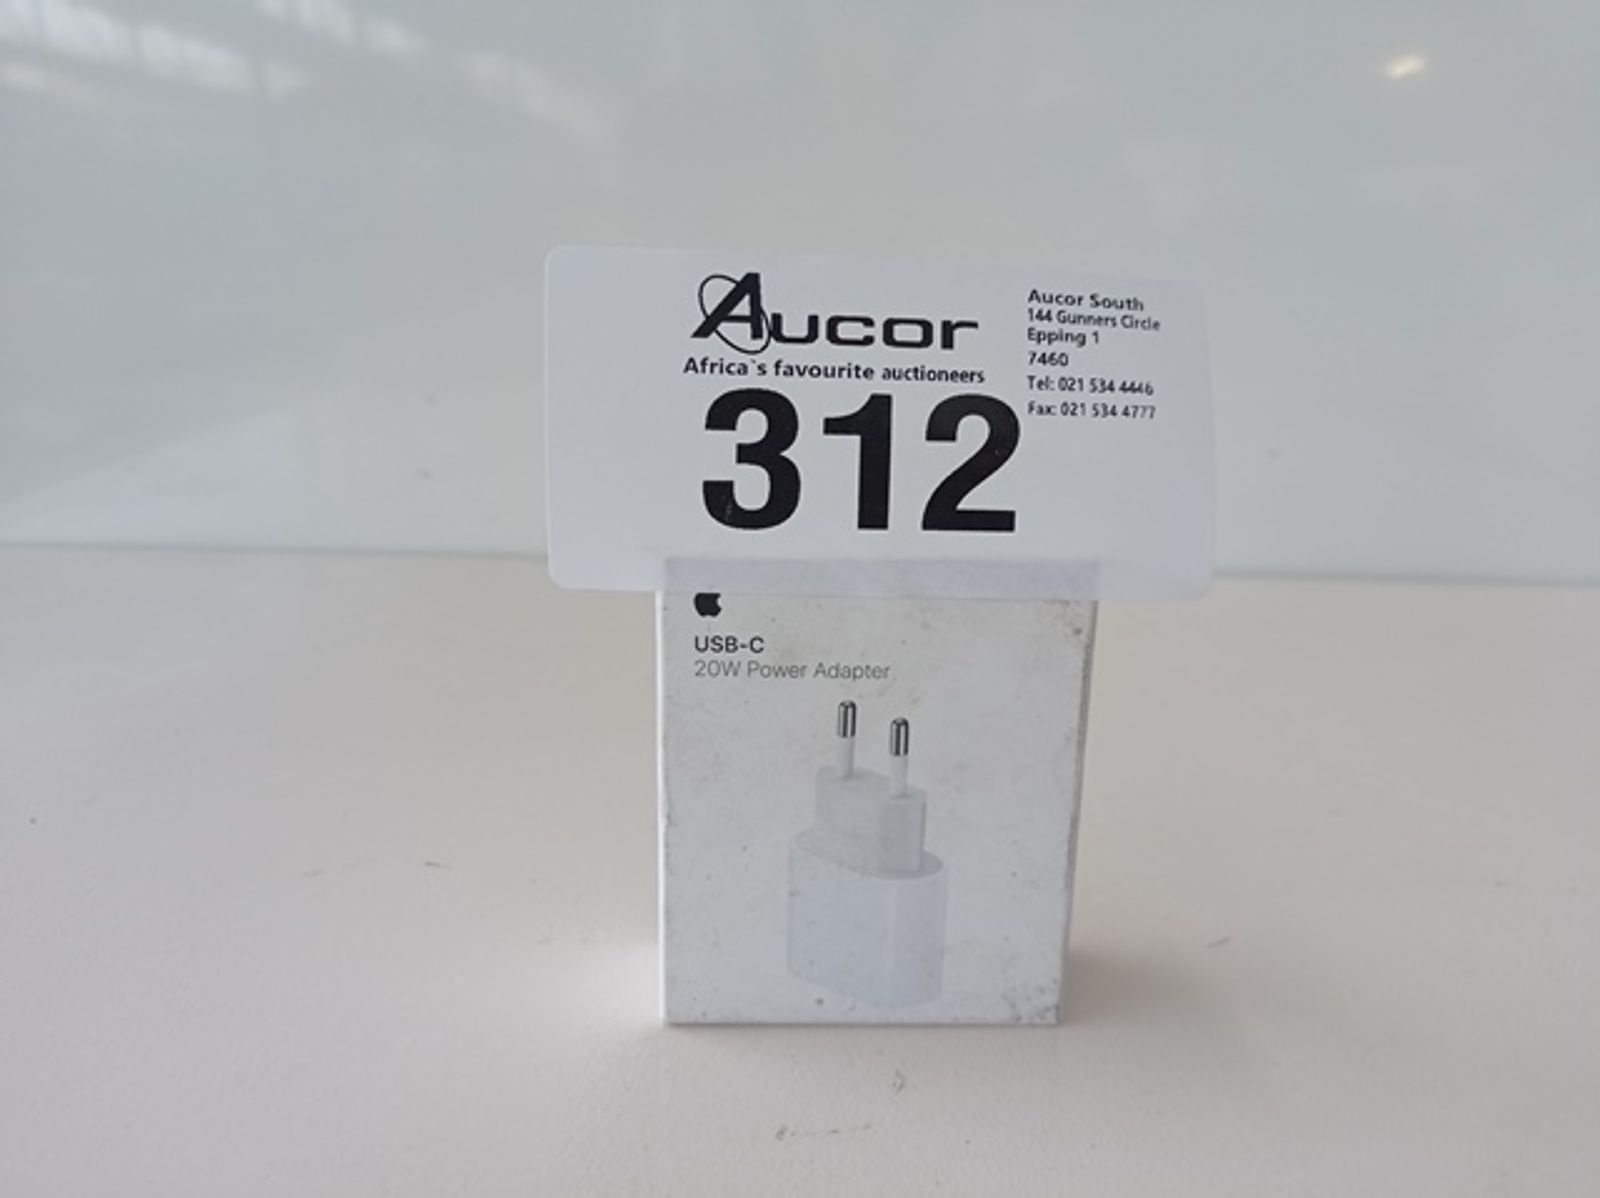 Aucor
Africa`s favourite auctioneers
312
Aucor South
144 Gunners Circle
Epping 1
7460
Tel: 021 534 4446
Fax: 021 534 4777
USB-C
20W Power Adapter